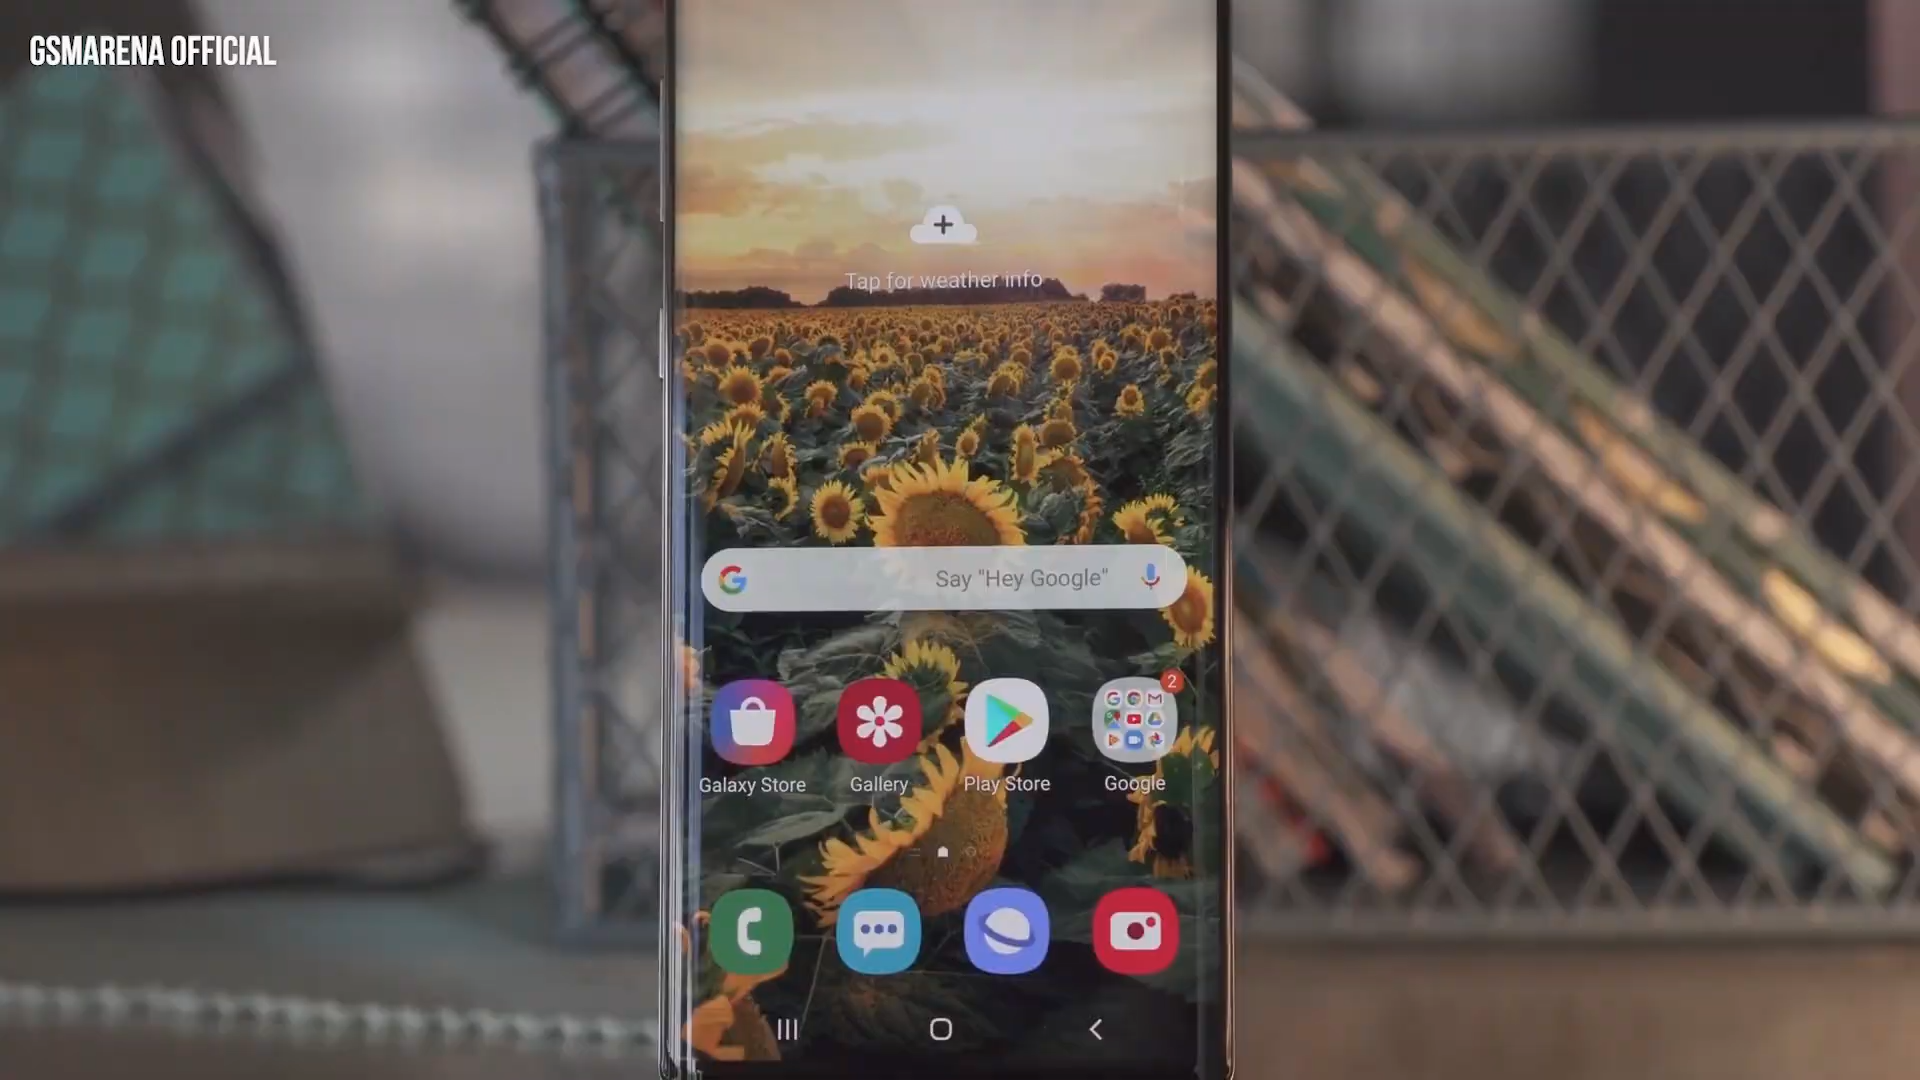 GSMARENA OFFICIAL
Tap for weather info
Say "Hey Google"
2
Galaxy Store
Gallery
Play Store
Google